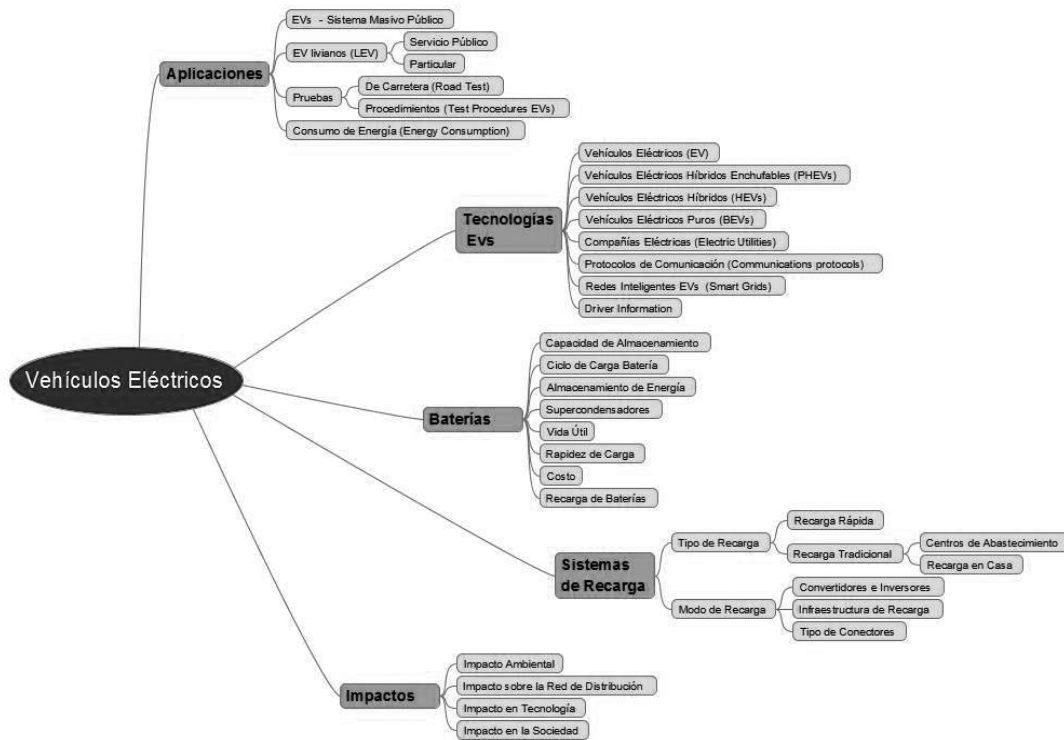 Vehículos Eléctricos
Aplicaciones
EVs - Sistema Masivo Público
EV livianos (LEV)
Servicio Público
Particular
Pruebas
De Carretera (Road Test)
Procedimientos (Test Procedures EVs)
Consumo de Energía (Energy Consumption)
Tecnologías
Evs
Vehículos Eléctricos (EV)
Vehículos Eléctricos Híbridos Enchufables (PHEVs)
Vehículos Eléctricos Híbridos (HEVs)
Vehículos Eléctricos Puros (BEVs)
Compañías Eléctricas (Electric Utilities)
Protocolos de Comunicación (Communications protocols)
Redes Inteligentes EVs (Smart Grids)
Driver Information
Baterías
Capacidad de Almacenamiento
Ciclo de Carga Batería
Almacenamiento de Energía
Supercondensadores
Vida Útil
Rapidez de Carga
Costo
Recarga de Baterías
Sistemas
de Recarga
Tipo de Recarga
Recarga Rápida
Recarga Tradicional
Centros de Abastecimiento
Recarga en Casa
Modo de Recarga
Convertidores e Inversores
Infraestructura de Recarga
Tipo de Conectores
Impactos
Impacto Ambiental
Impacto sobre la Red de Distribución
Impacto en Tecnología
Impacto en la Sociedad